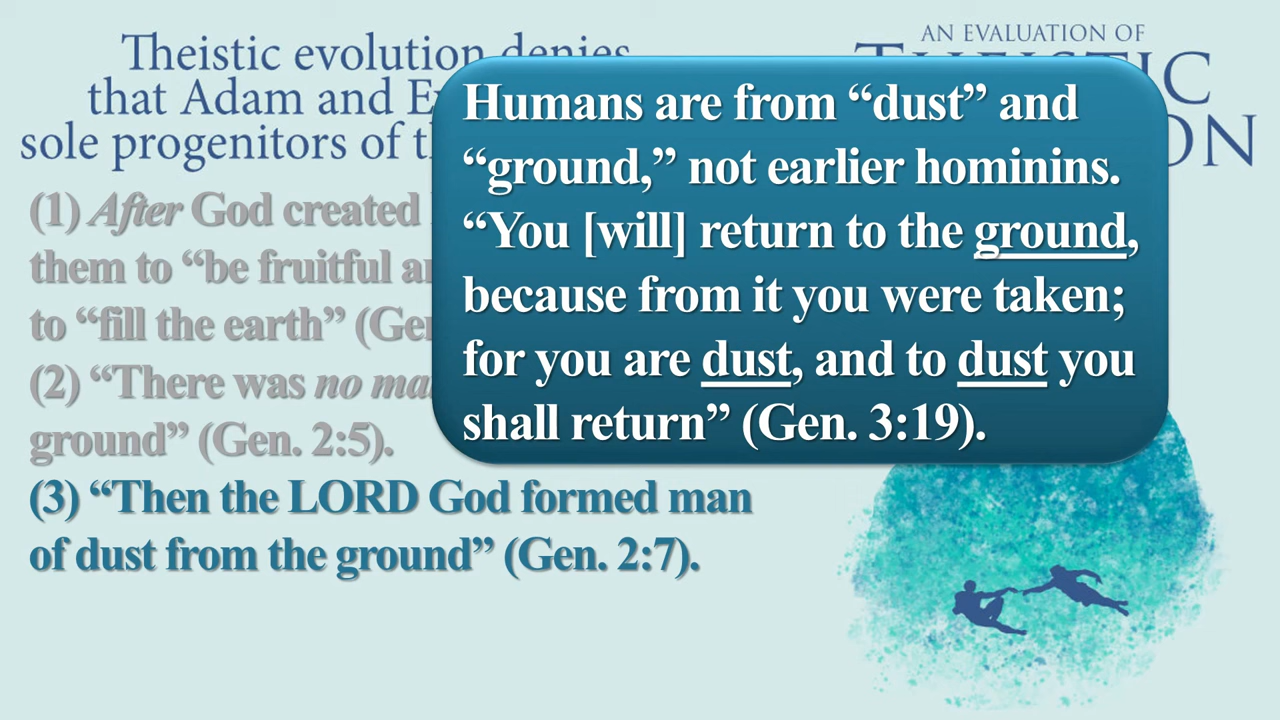 Theistic evolution denies
that Adam and
sole progenitors of
(1) After God created
them to “be fruitful
to “fill the earth”
(2) “There was no
ground” (Gen. 2:5).
(3) “Then the LORD God formed man
of dust from the ground” (Gen. 2:7).
AN EVALUATION OF
Humans are from “dust” and
“ground,” not earlier hominins.
“You [will] return to the ground,
because from it you were taken;
for you are dust, and to dust you
shall return” (Gen. 3:19).